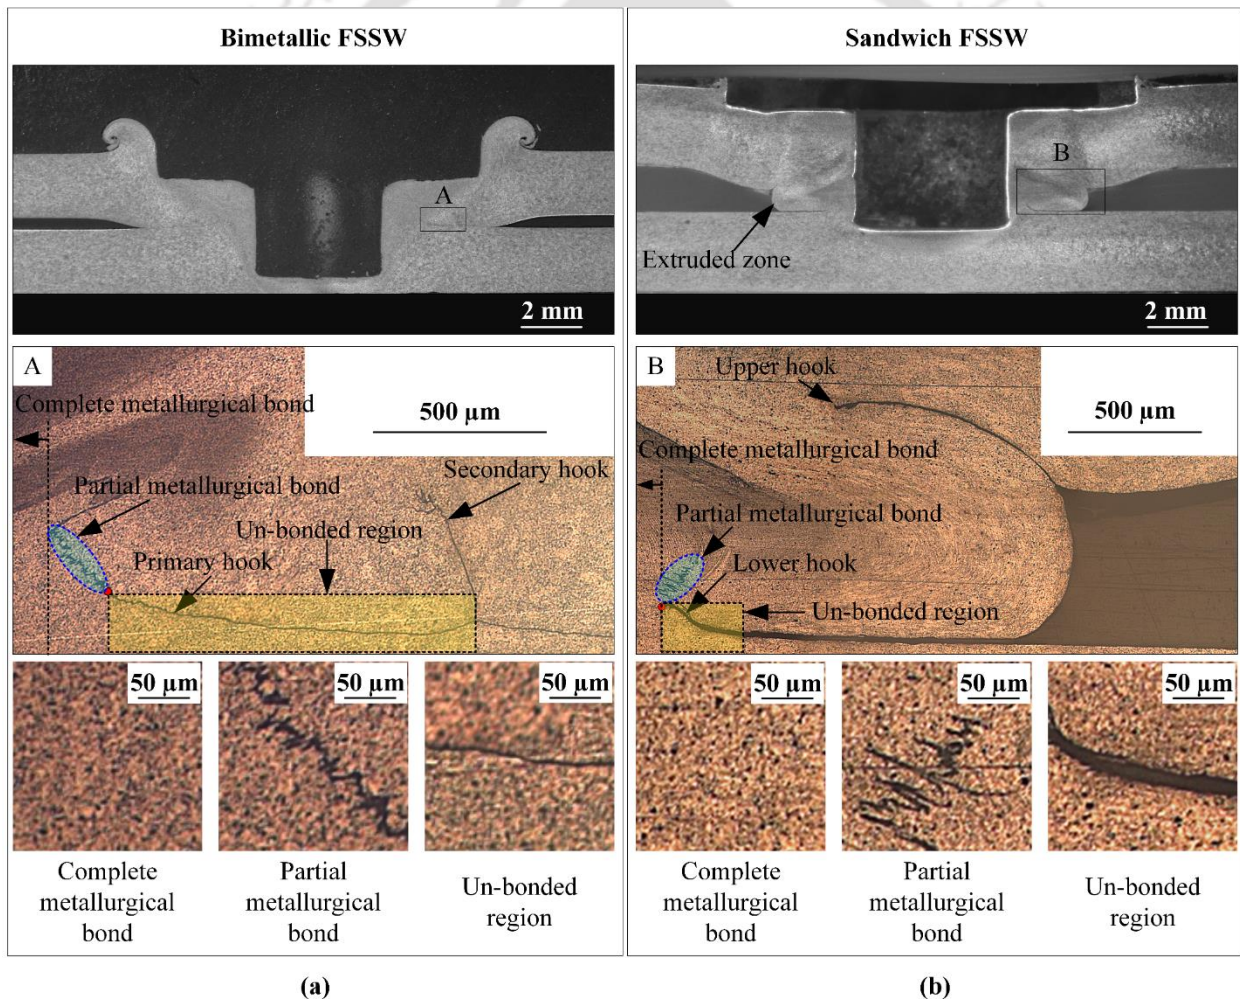 Bimetallic FSSW
A
2 mm
A
Complete metallurgical bond
500 µm
Secondary hook
Partial metallurgical bond
Un-bonded region
Primary hook
50 µm
50 µm
50 µm
Complete
metallurgical
bond
Partial
metallurgical
bond
Un-bonded
region
(a)
Sandwich FSSW
B
Extruded zone
2 mm
B
Upper hook
500 µm
Complete metallurgical bond
Partial metallurgical bond
Lower hook
Un-bonded region
50 µm
50 µm
50 µm
Complete
metallurgical
bond
Partial
metallurgical
bond
Un-bonded
region
(b)